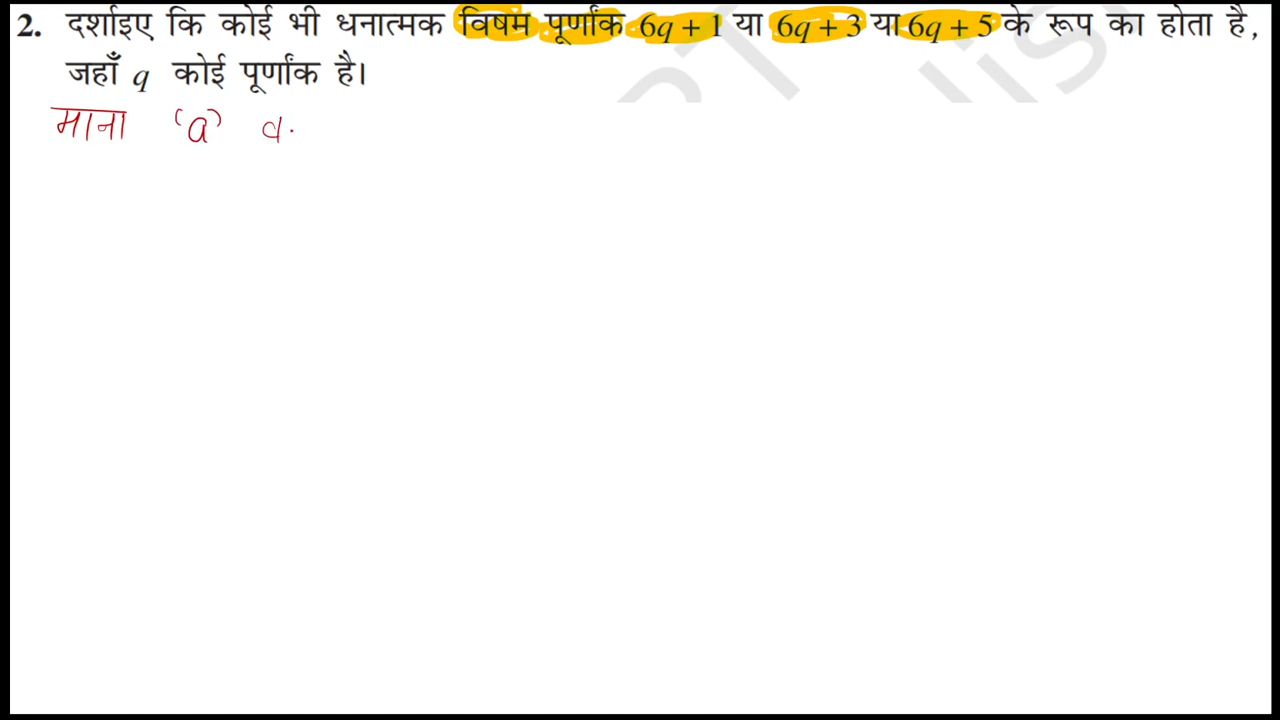 2. दर्शाइए कि कोई भी धनात्मक विषम पूर्णांक 6q + 1 या 6q + 3 या 6q + 5 के रूप का होता है,
जहाँ q कोई पूर्णांक है।
माना 'a'